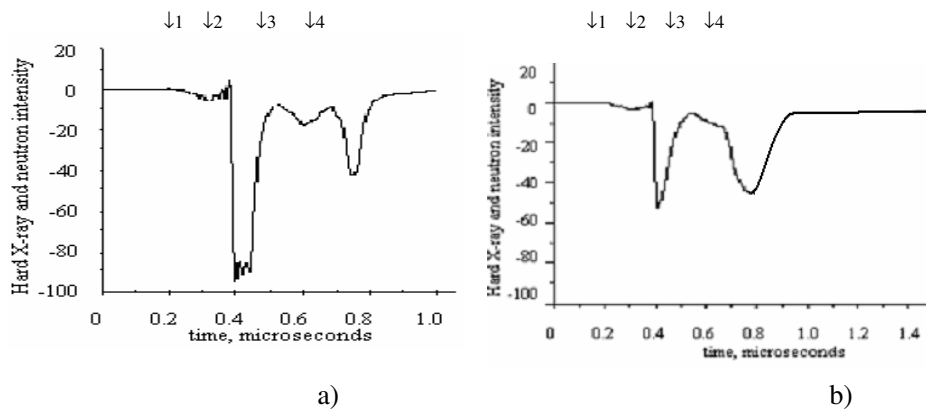 ↓1 ↓2 ↓3 ↓4
20
0
-20
-40
-60
-80
-100
Hard X-ray and neutron intensity
0 0.2 0.4 0.6 0.8 1.0
time, microseconds
a)
↓1 ↓2 ↓3 ↓4
20
0
-20
-40
-60
-80
-100
Hard X-ray and neutron intensity
0 0.2 0.4 0.6 0.8 1.2 1.4
time, microseconds
b)